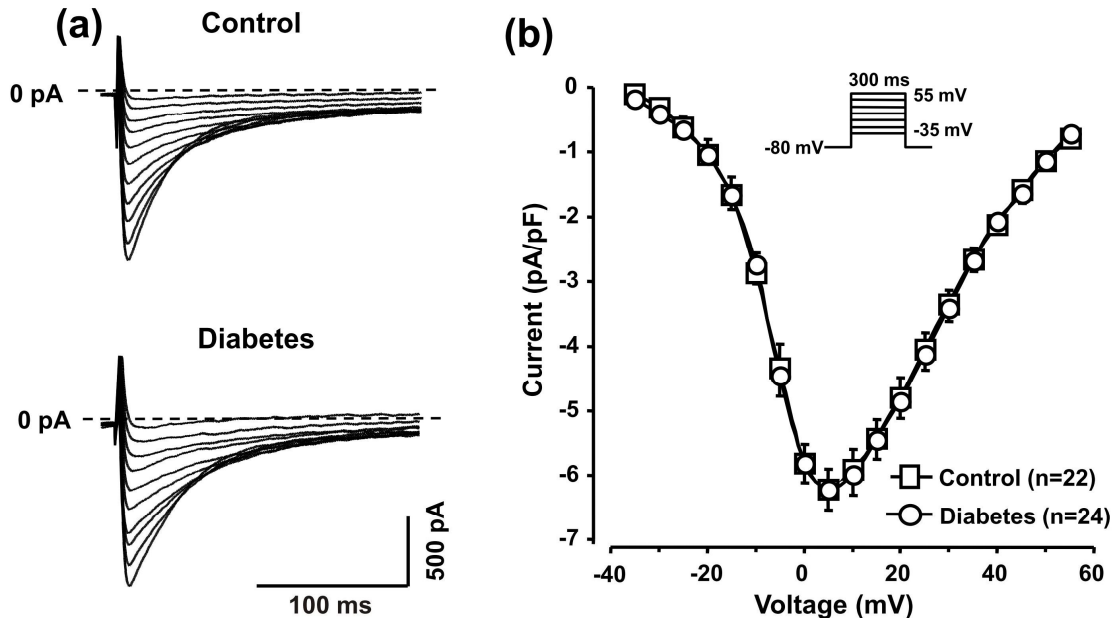 (a)
Control
0 pA
Diabetes
0 pA
500 pA
100 ms
(b)
0
-1
-2
-3
-4
-5
-6
-7
Current (pA/pF)
300 ms
55 mV
-35 mV
-80 mV
Control (n=22)
Diabetes (n=24)
-40
-20
0
20
40
60
Voltage (mV)